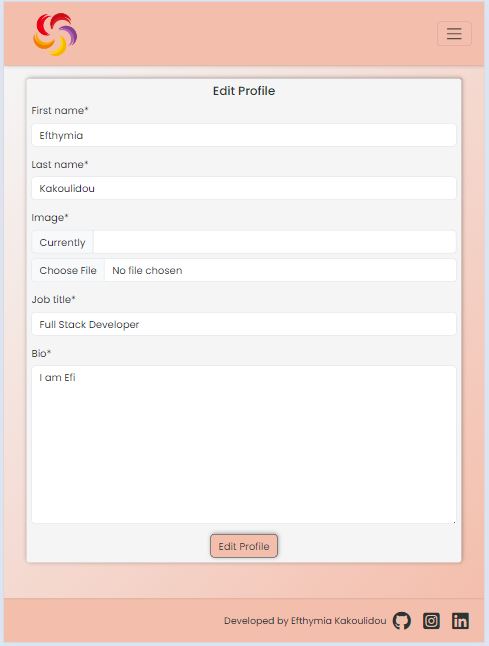 Edit Profile
First name*
Efthymia
Last name*
Kakoulidou
Image*
Currently
Choose File No file chosen
Job title*
Full Stack Developer
Bio*
I am Efi
Edit Profile
Developed by Efthymia Kakoulidou